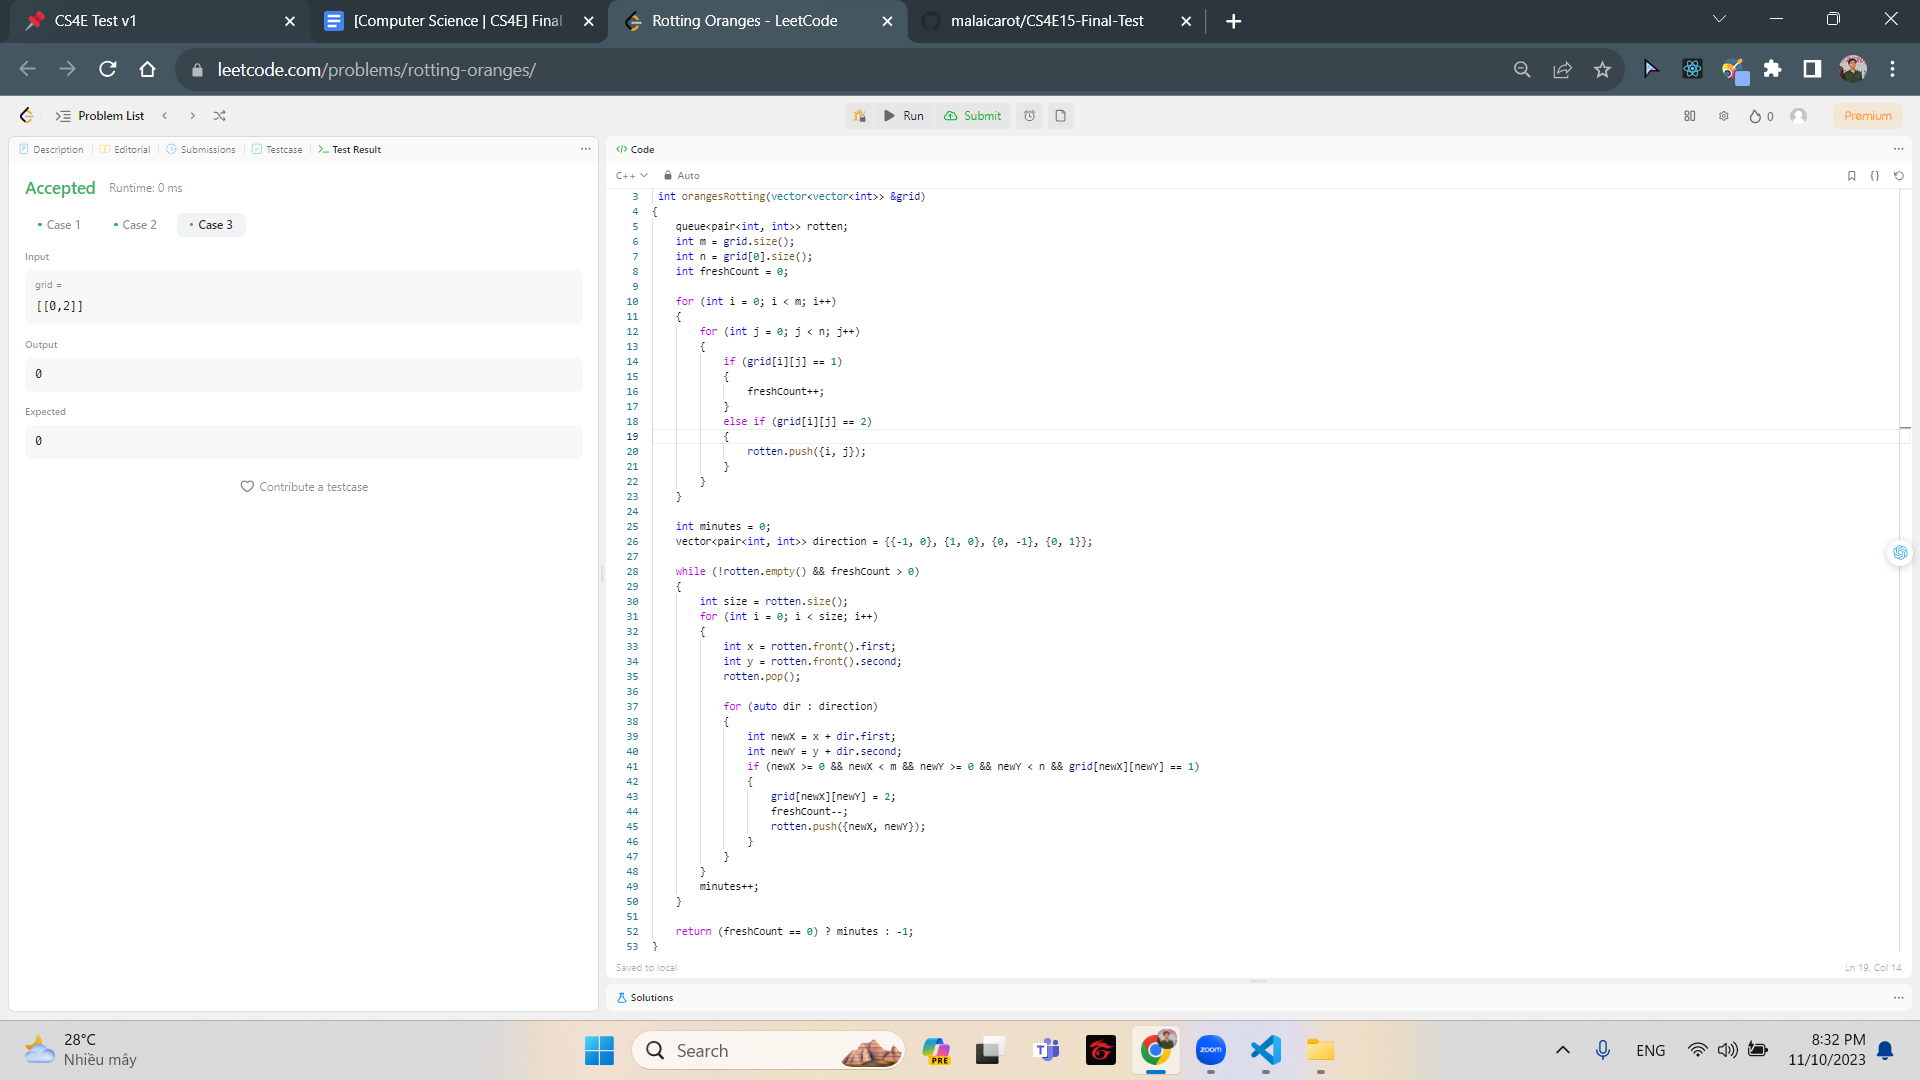 CS4E Test v1
[Computer Science | CS4E] Final
Rotting Oranges - LeetCode
malaicarot/CS4E15-Final-Test
leetcode.com/problems/rotting-oranges/
Problem List
Run
Submit
0
Premium
Description
Editorial
Submissions
Testcase
Test Result
Accepted
Runtime: 0 ms
Case 1
Case 2
Case 3
Input
grid =
[[0,2]]
Output
0
Expected
0
Contribute a testcase
</> Code
C++
Auto
3 int orangesRotting(vector<vector<int>> &grid)
4 {
5 queue<pair<int, int>> rotten;
6 int m = grid.size();
7 int n = grid[0].size();
8 int freshCount = 0;
9
10 for (int i = 0; i < m; i++)
11 {
12 for (int j = 0; j < n; j++)
13 {
14 if (grid[i][j] == 1)
15 {
16 freshCount++;
17 }
18 else if (grid[i][j] == 2)
19 {
20 rotten.push({i, j});
21 }
22 }
23 }
24
25 int minutes = 0;
26 vector<pair<int, int>> direction = {{-1, 0}, {1, 0}, {0, -1}, {0, 1}};
27
28 while (!rotten.empty() && freshCount > 0)
29 {
30 int size = rotten.size();
31 for (int i = 0; i < size; i++)
32 {
33 int x = rotten.front().first;
34 int y = rotten.front().second;
35 rotten.pop();
36
37 for (auto dir : direction)
38 {
39 int newX = x + dir.first;
40 int newY = y + dir.second;
41 if (newX >= 0 && newX < m && newY >= 0 && newY < n && grid[newX][newY] == 1)
42 {
43 grid[newX][newY] = 2;
44 freshCount--;
45 rotten.push({newX, newY});
46 }
47 }
48 }
49 minutes++;
50 }
51
52 return (freshCount == 0) ? minutes : -1;
53 }
Saved to local
Ln 19, Col 14
Solutions
28°C
Nhiều mây
Search
PRE
zoom
ENG
8:32 PM
11/10/2023